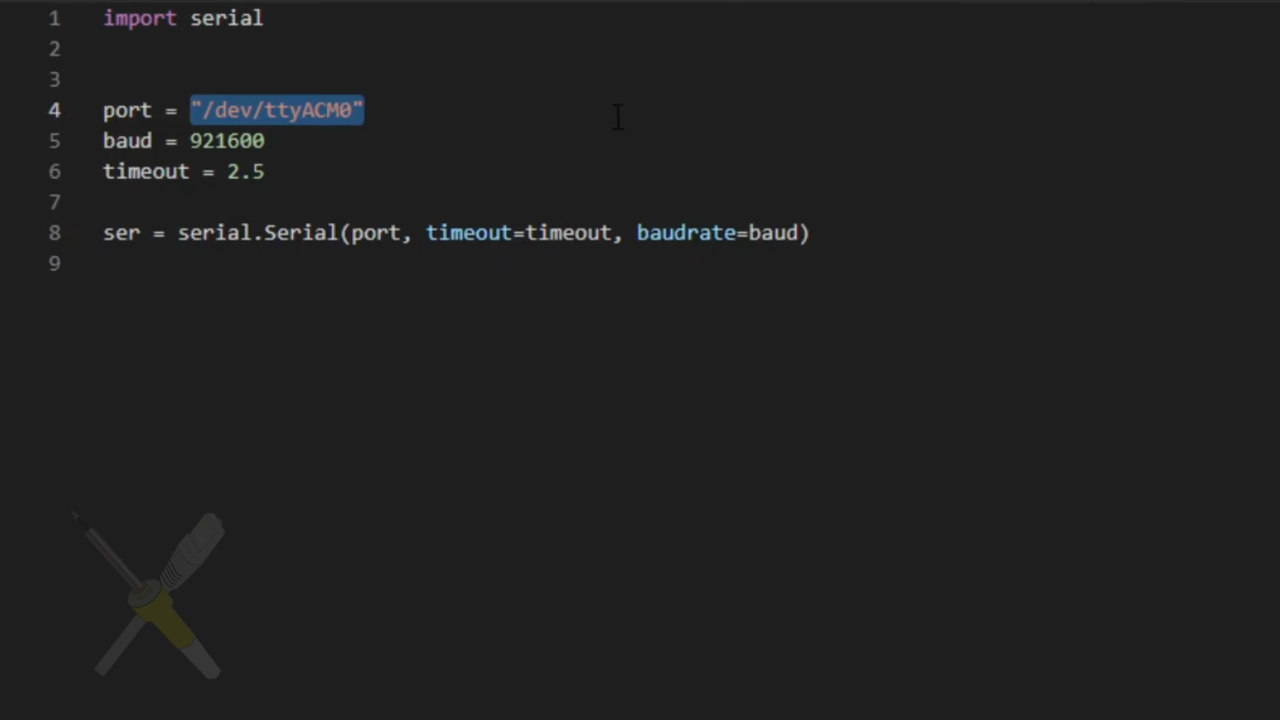 1 import serial
2
3
4 port = "/dev/ttyACM0"
5 baud = 921600
6 timeout = 2.5
7
8 ser = serial.Serial(port, timeout=timeout, baudrate=baud)
9